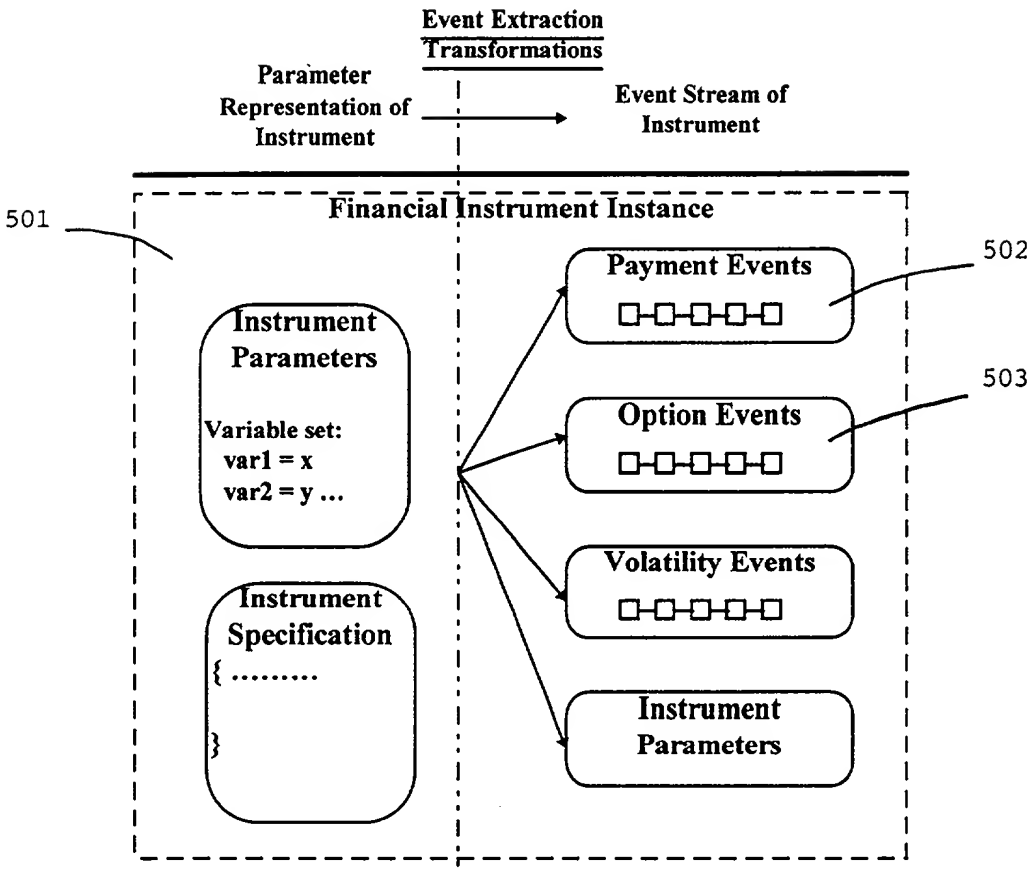 Event Extraction
Transformations
Parameter
Representation of
Instrument
Event Stream of
Instrument
Financial Instrument Instance
501
502
503
Instrument
Parameters
Variable set:
var1 = x
var2 = y ...
Instrument
Specification
{ .........
}
Payment Events
Option Events
Volatility Events
Instrument
Parameters